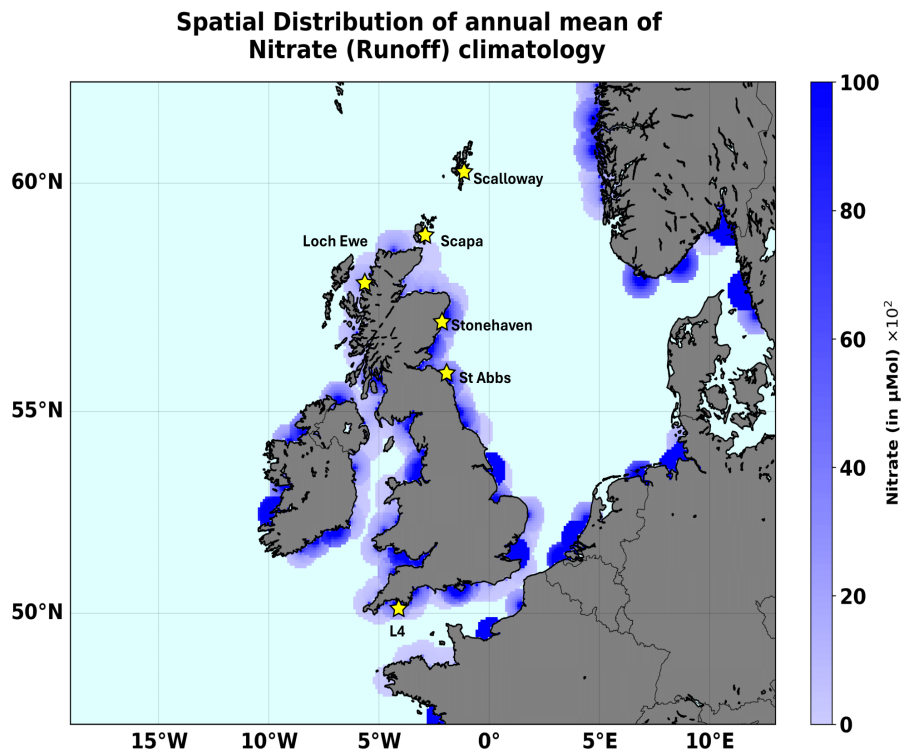 Spatial Distribution of annual mean of
Nitrate (Runoff) climatology
60°N
55°N
50°N
15°W
10°W
5°W
0°
5°E
10°E
Scalloway
Loch Ewe
Scapa
Stonehaven
St Abbs
L4
100
80
60
40
20
0
Nitrate (in μMol) ×10²